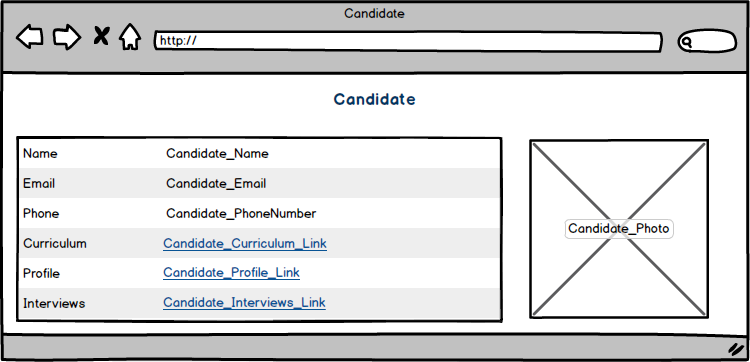 Candidate
http://
Candidate
Name Candidate_Name
Email Candidate_Email
Phone Candidate_PhoneNumber
Curriculum Candidate_Curriculum_Link
Profile Candidate_Profile_Link
Interviews Candidate_Interviews_Link
Candidate_Photo